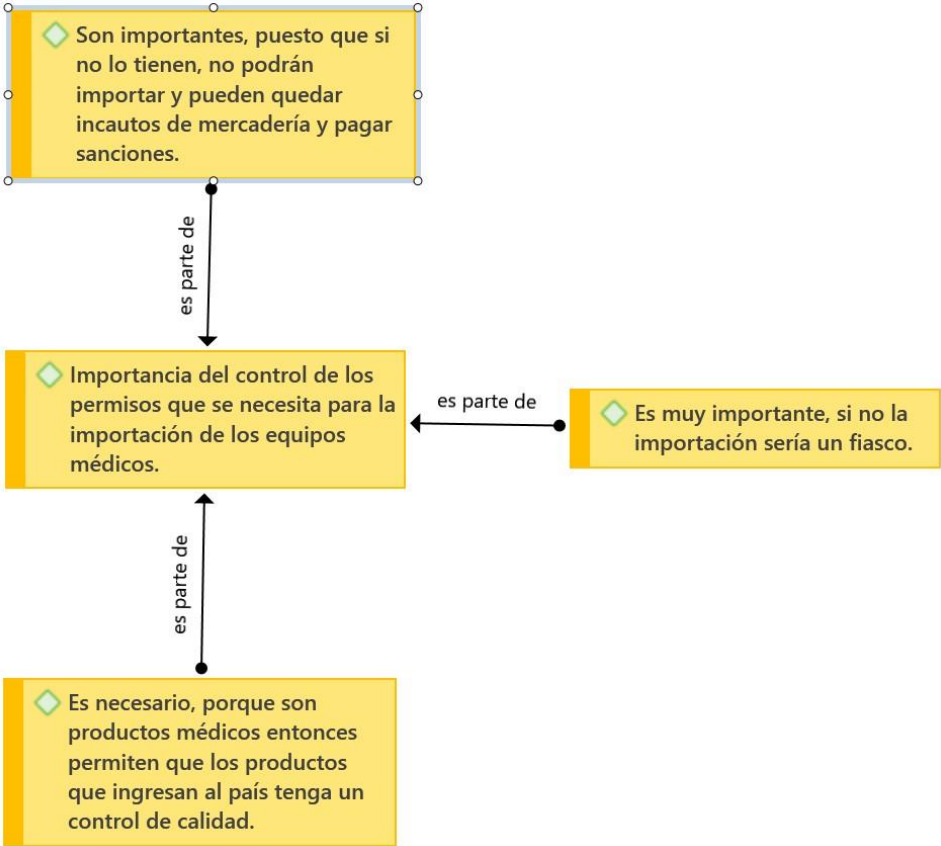 Son importantes, puesto que si
no lo tienen, no podrán
importar y pueden quedar
incautos de mercadería y pagar
sanciones.
es parte de
Importancia del control de los
permisos que se necesita para la
importación de los equipos
médicos.
es parte de
Es muy importante, si no la
importación sería un fiasco.
es parte de
Es necesario, porque son
productos médicos entonces
permiten que los productos
que ingresan al país tenga un
control de calidad.